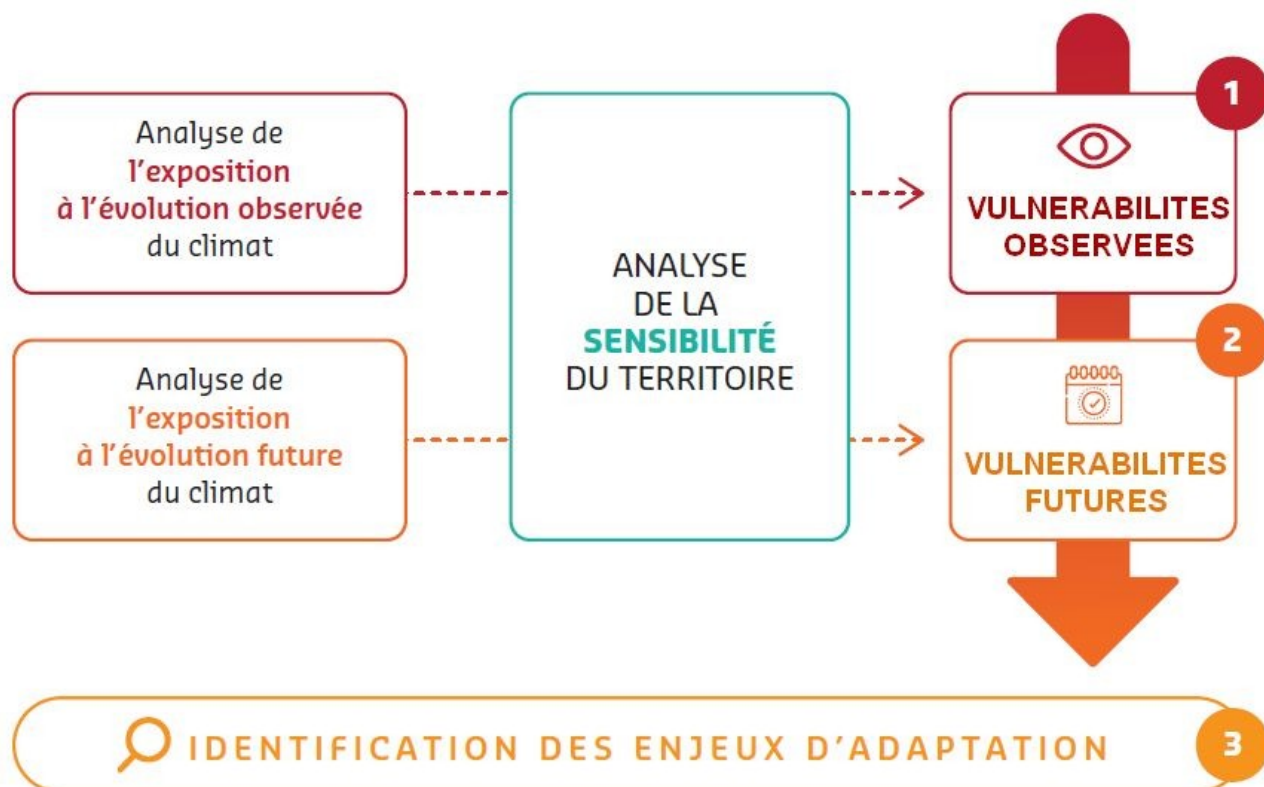 Analyse de
l'exposition
à l'évolution observée
du climat
ANALYSE
DE LA
SENSIBILITÉ
DU TERRITOIRE
1
VULNERABILITES
OBSERVEES
Analyse de
l'exposition
à l'évolution future
du climat
2
VULNERABILITES
FUTURES
IDENTIFICATION DES ENJEUX D'ADAPTATION
3